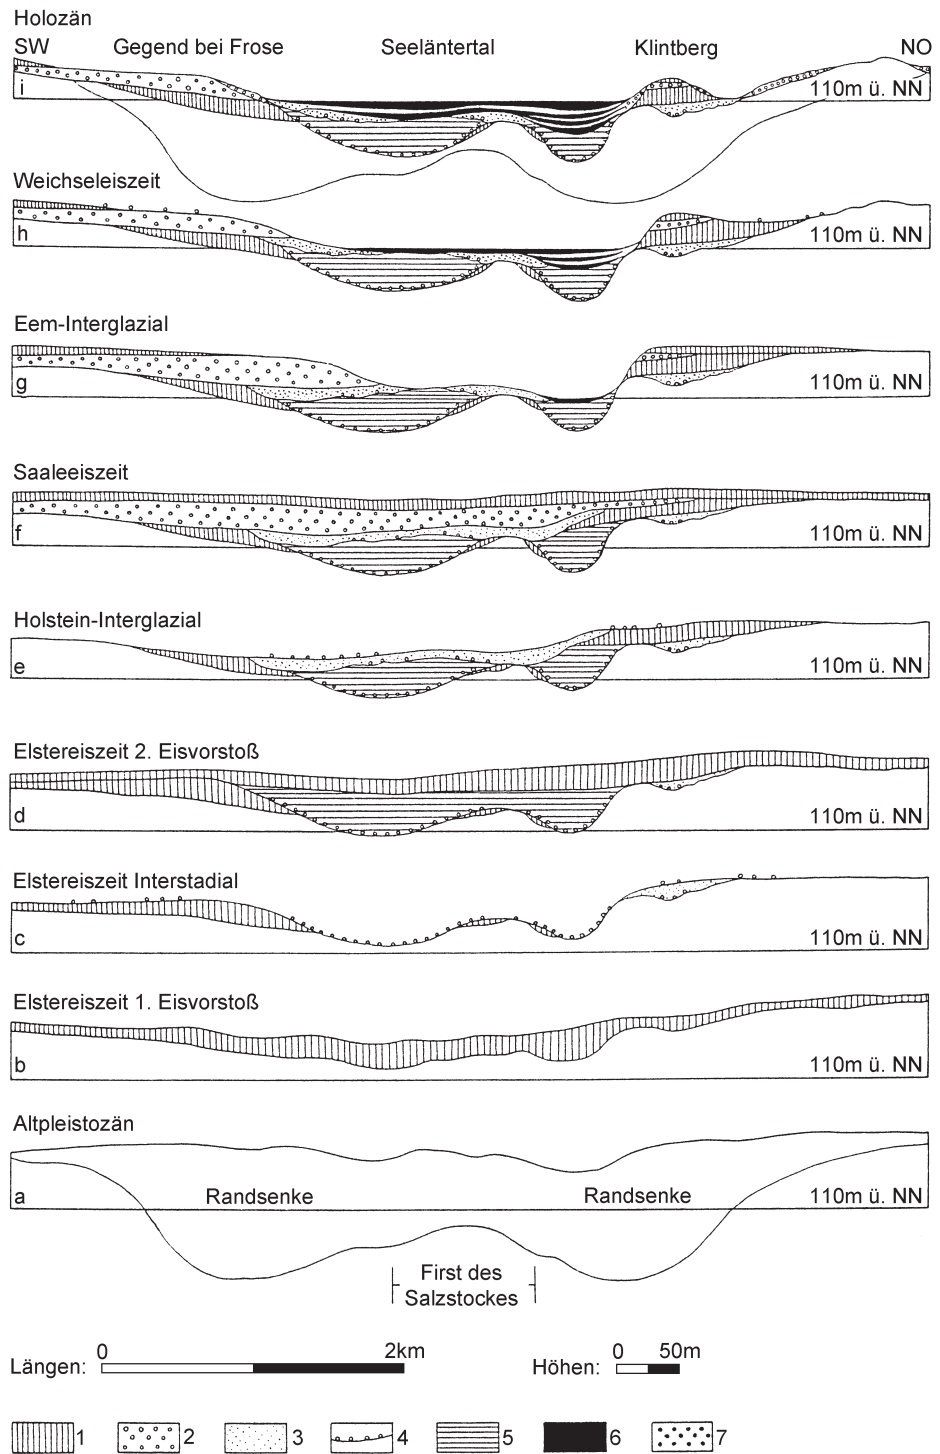 Holozän
SW Gegend bei Frose Seeläntertal Klintberg NO
i 110m ü. NN
Weichseleiszeit
h 110m ü. NN
Eem-Interglazial
g 110m ü. NN
Saaleeiszeit
f 110m ü. NN
Holstein-Interglazial
e 110m ü. NN
Elstereiszeit 2. Eisvorstoß
d 110m ü. NN
Elstereiszeit Interstadial
c 110m ü. NN
Elstereiszeit 1. Eisvorstoß
b 110m ü. NN
Altpleistozän
a Randsenke Randsenke 110m ü. NN
First des
Salzstockes
0 2km 0 50m
Längen: Höhen:
1 2 3 4 5 6 7